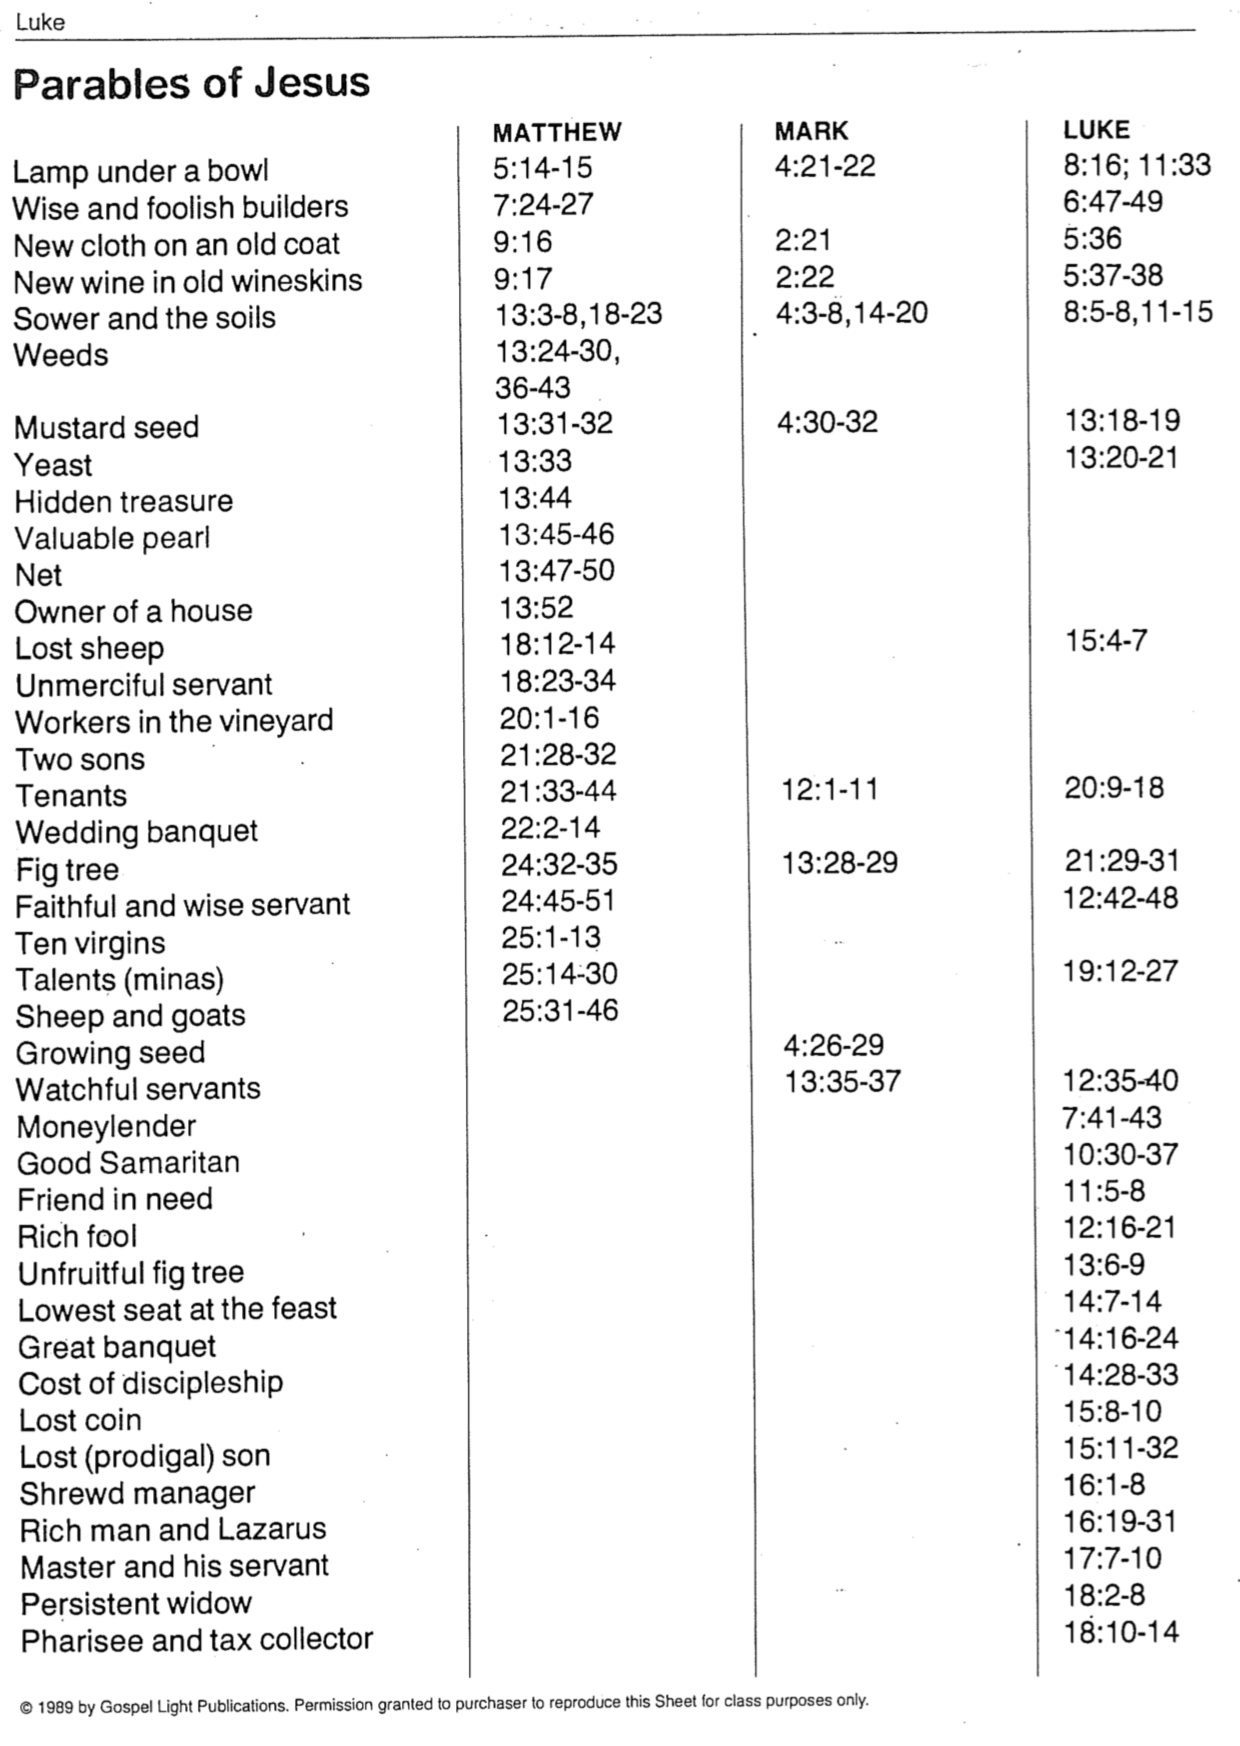 Luke
Parables of Jesus
MATTHEW MARK LUKE
Lamp under a bowl 5:14-15 4:21-22 8:16; 11:33
Wise and foolish builders 7:24-27 6:47-49
New cloth on an old coat 9:16 2:21 5:36
New wine in old wineskins 9:17 2:22 5:37-38
Sower and the soils 13:3-8,18-23 4:3-8,14-20 8:5-8,11-15
Weeds 13:24-30,
36-43
Mustard seed 13:31-32 4:30-32 13:18-19
Yeast 13:33 13:20-21
Hidden treasure 13:44
Valuable pearl 13:45-46
Net 13:47-50
Owner of a house 13:52
Lost sheep 18:12-14 15:4-7
Unmerciful servant 18:23-34
Workers in the vineyard 20:1-16
Two sons 21:28-32
Tenants 21:33-44 12:1-11 20:9-18
Wedding banquet 22:2-14
Fig tree 24:32-35 13:28-29 21:29-31
Faithful and wise servant 24:45-51 12:42-48
Ten virgins 25:1-13
Talents (minas) 25:14-30 19:12-27
Sheep and goats 25:31-46
Growing seed 4:26-29
Watchful servants 13:35-37 12:35-40
Moneylender 7:41-43
Good Samaritan 10:30-37
Friend in need 11:5-8
Rich fool 12:16-21
Unfruitful fig tree 13:6-9
Lowest seat at the feast 14:7-14
Great banquet 14:16-24
Cost of discipleship 14:28-33
Lost coin 15:8-10
Lost (prodigal) son 15:11-32
Shrewd manager 16:1-8
Rich man and Lazarus 16:19-31
Master and his servant 17:7-10
Persistent widow 18:2-8
Pharisee and tax collector 18:10-14
© 1989 by Gospel Light Publications. Permission granted to purchaser to reproduce this Sheet for class purposes only.